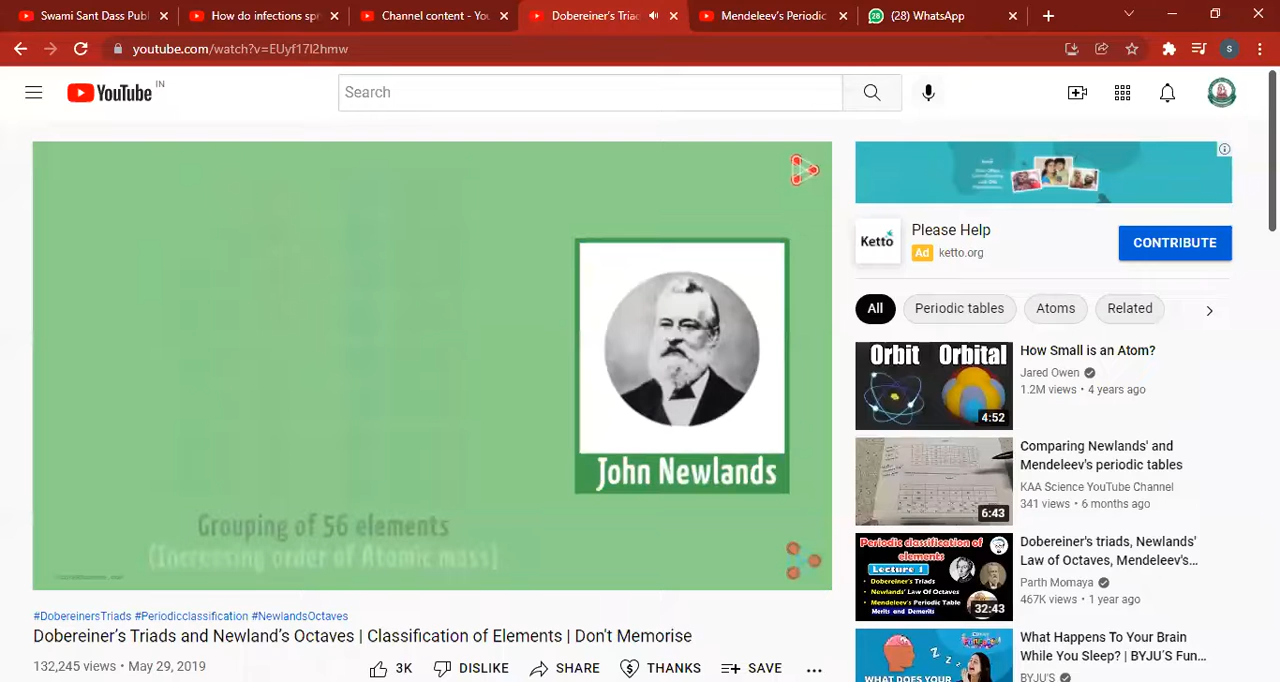 Swami Sant Dass Publ
How do infections spr
Channel content - You
Dobereiner's Triad
Mendeleev's Periodic
(28) WhatsApp
youtube.com/watch?v=EUyf17I2hmw
YouTube IN
Search
John Newlands
Grouping of 56 elements
(Increasing order of Atomic mass)
#DobereinersTriads #Periodicclassification #NewlandsOctaves
Dobereiner's Triads and Newland's Octaves | Classification of Elements | Don't Memorise
132,245 views • May 29, 2019
3K
DISLIKE
SHARE
THANKS
SAVE
Ketto
Please Help
Ad ketto.org
CONTRIBUTE
All
Periodic tables
Atoms
Related
Orbit Orbital
4:52
How Small is an Atom?
Jared Owen
1.2M views • 4 years ago
6:43
Comparing Newlands' and
Mendeleev's periodic tables
KAA Science YouTube Channel
341 views • 6 months ago
Periodic classification of
elements
Lecture 1
• Dobereiner's Triads
• Newlands' Law Of Octaves
• Mendeleev's Periodic Table
Merits and Demerits
32:43
Dobereiner's triads, Newlands'
Law of Octaves, Mendeleev's...
Parth Momaya
467K views • 1 year ago
WHAT DOES YOUR
What Happens To Your Brain
While You Sleep? | BYJU'S Fun...
BYJU'S